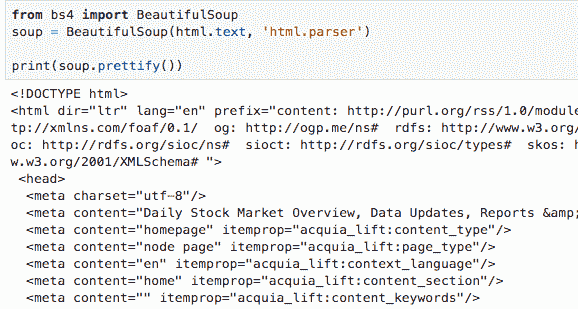 from bs4 import BeautifulSoup
soup = BeautifulSoup(html.text, 'html.parser')
print(soup.prettify())
<!DOCTYPE html>
<html dir="ltr" lang="en" prefix="content: http://purl.org/rss/1.0/module
tp://xmlns.com/foaf/0.1/  og: http://ogp.me/ns#  rdfs: http://www.w3.org/
oc: http://rdfs.org/sioc/ns#  sioct: http://rdfs.org/sioc/types#  skos: h
w.w3.org/2001/XMLSchema# ">
 <head>
  <meta charset="utf-8"/>
  <meta content="Daily Stock Market Overview, Data Updates, Reports &amp;
  <meta content="homepage" itemprop="acquia_lift:content_type"/>
  <meta content="node page" itemprop="acquia_lift:page_type"/>
  <meta content="en" itemprop="acquia_lift:context_language"/>
  <meta content="home" itemprop="acquia_lift:content_section"/>
  <meta content="" itemprop="acquia_lift:content_keywords"/>